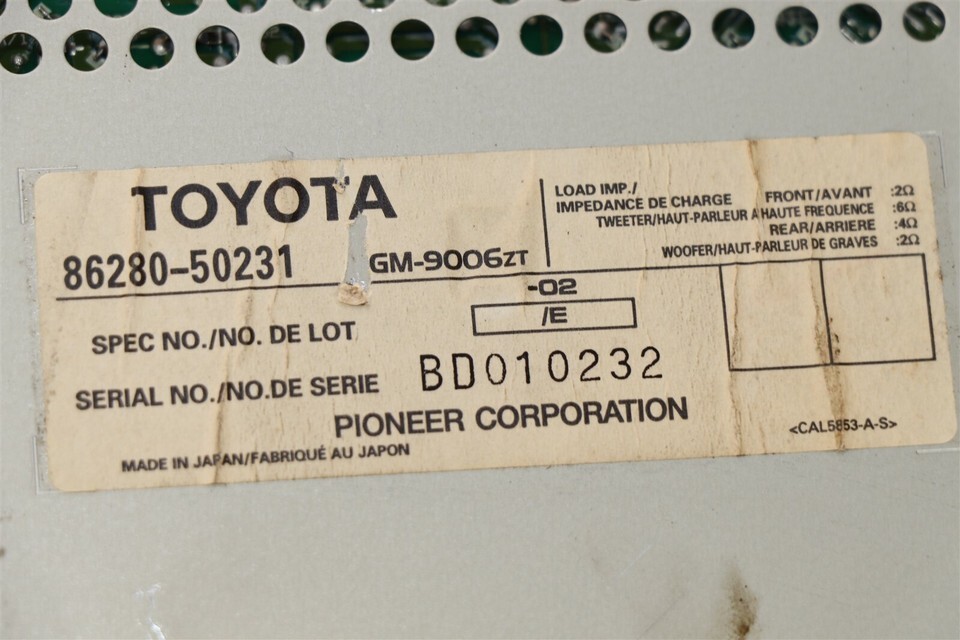 TOYOTA
86280-50231 GM-9006ZT
LOAD IMP./
IMPEDANCE DE CHARGE FRONT/AVANT :2Ω
TWEETER/HAUT-PARLEUR A HAUTE FREQUENCE :6Ω
REAR/ARRIERE :4Ω
WOOFER/HAUT-PARLEUR DE GRAVES :2Ω
-02
SPEC NO./NO. DE LOT /E
SERIAL NO./NO.DE SERIE BD010232
PIONEER CORPORATION
<CAL5853-A-S>
MADE IN JAPAN/FABRIQUÉ AU JAPON